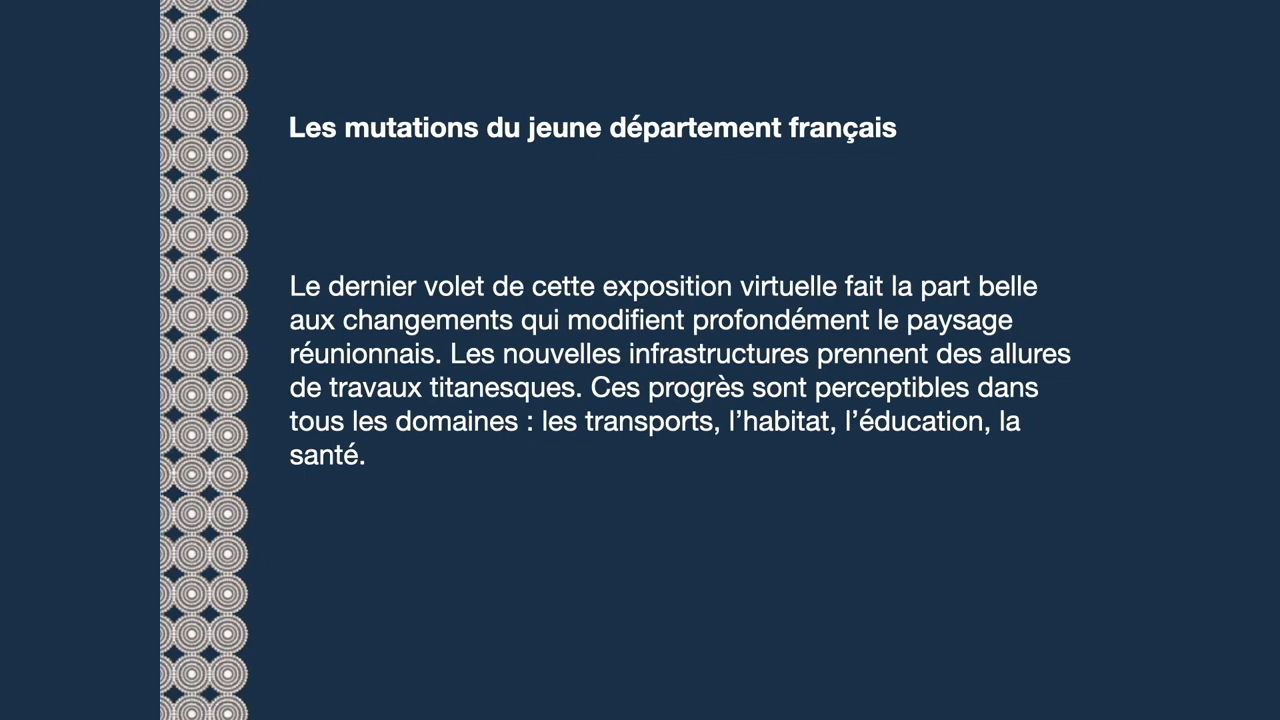 Les mutations du jeune département français
Le dernier volet de cette exposition virtuelle fait la part belle
aux changements qui modifient profondément le paysage
réunionnais. Les nouvelles infrastructures prennent des allures
de travaux titanesques. Ces progrès sont perceptibles dans
tous les domaines : les transports, l’habitat, l’éducation, la
santé.